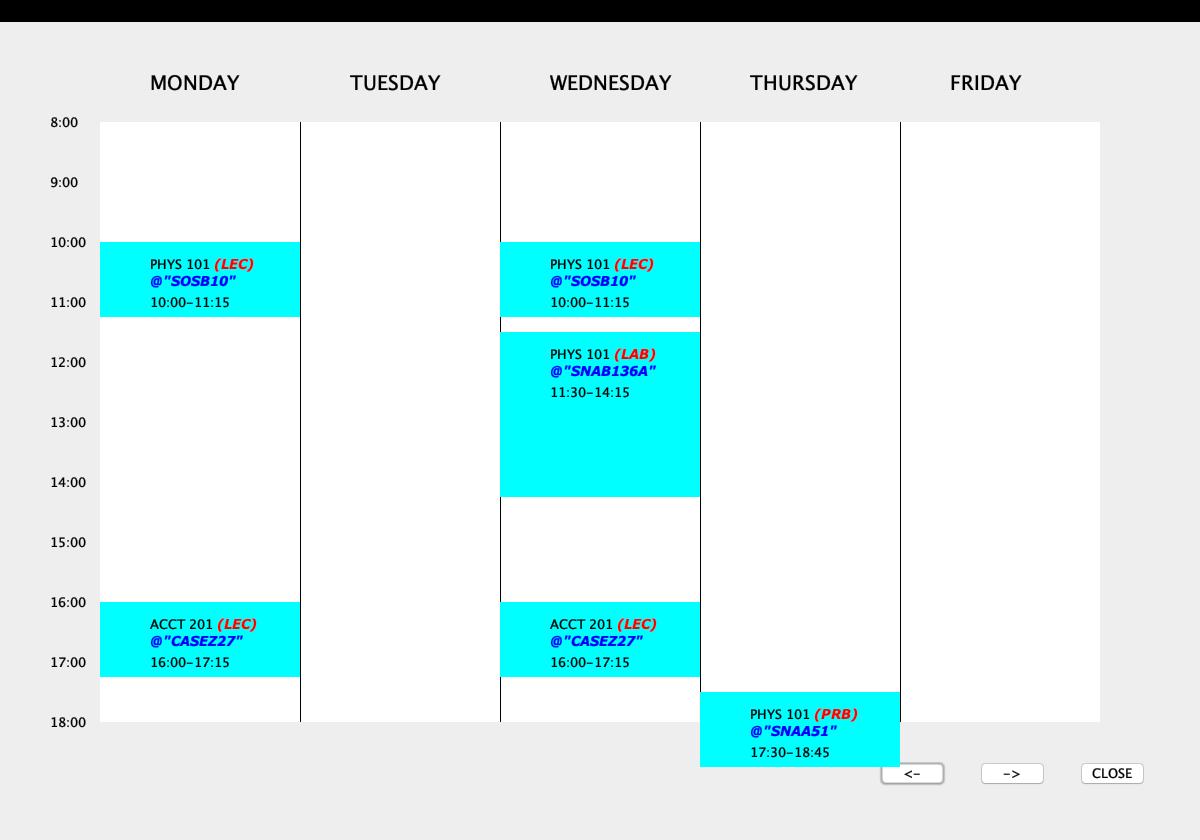 MONDAY TUESDAY WEDNESDAY THURSDAY FRIDAY
8:00
9:00
10:00
PHYS 101 (LEC)
@"SOSB10"
10:00-11:15
PHYS 101 (LEC)
@"SOSB10"
10:00-11:15
11:00
PHYS 101 (LAB)
@"SNAB136A"
11:30-14:15
12:00
13:00
14:00
15:00
16:00
ACCT 201 (LEC)
@"CASEZ27"
16:00-17:15
ACCT 201 (LEC)
@"CASEZ27"
16:00-17:15
17:00
PHYS 101 (PRB)
@"SNAA51"
17:30-18:45
18:00
<- -> CLOSE